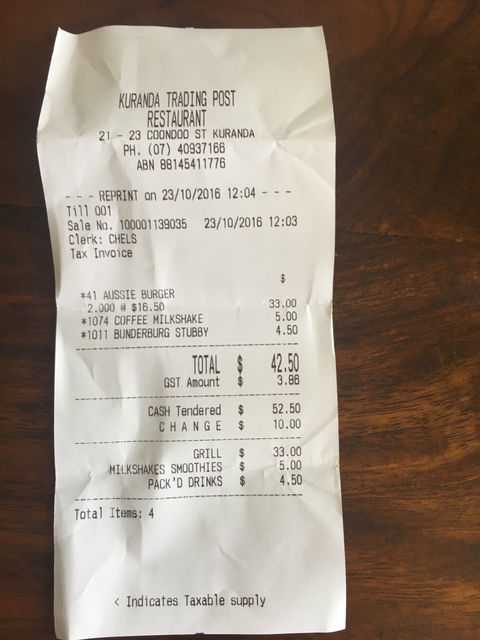 KURANDA TRADING POST
RESTAURANT
21 - 23 COONDOO ST KURANDA
PH. (07) 40937166
ABN 88145411776
- - - REPRINT on 23/10/2016 12:04 - - -
Till 001
Sale No. 100001139035 23/10/2016 12:03
Clerk: CHELS
Tax Invoice
$
*41 AUSSIE BURGER
2.000 @ $16.50 33.00
*1074 COFFEE MILKSHAKE 5.00
*1011 BUNDERBURG STUBBY 4.50
TOTAL $ 42.50
GST Amount $ 3.86
CASH Tendered $ 52.50
C H A N G E $ 10.00
GRILL $ 33.00
MILKSHAKES SMOOTHIES $ 5.00
PACK'D DRINKS $ 4.50
Total Items: 4
< Indicates Taxable supply